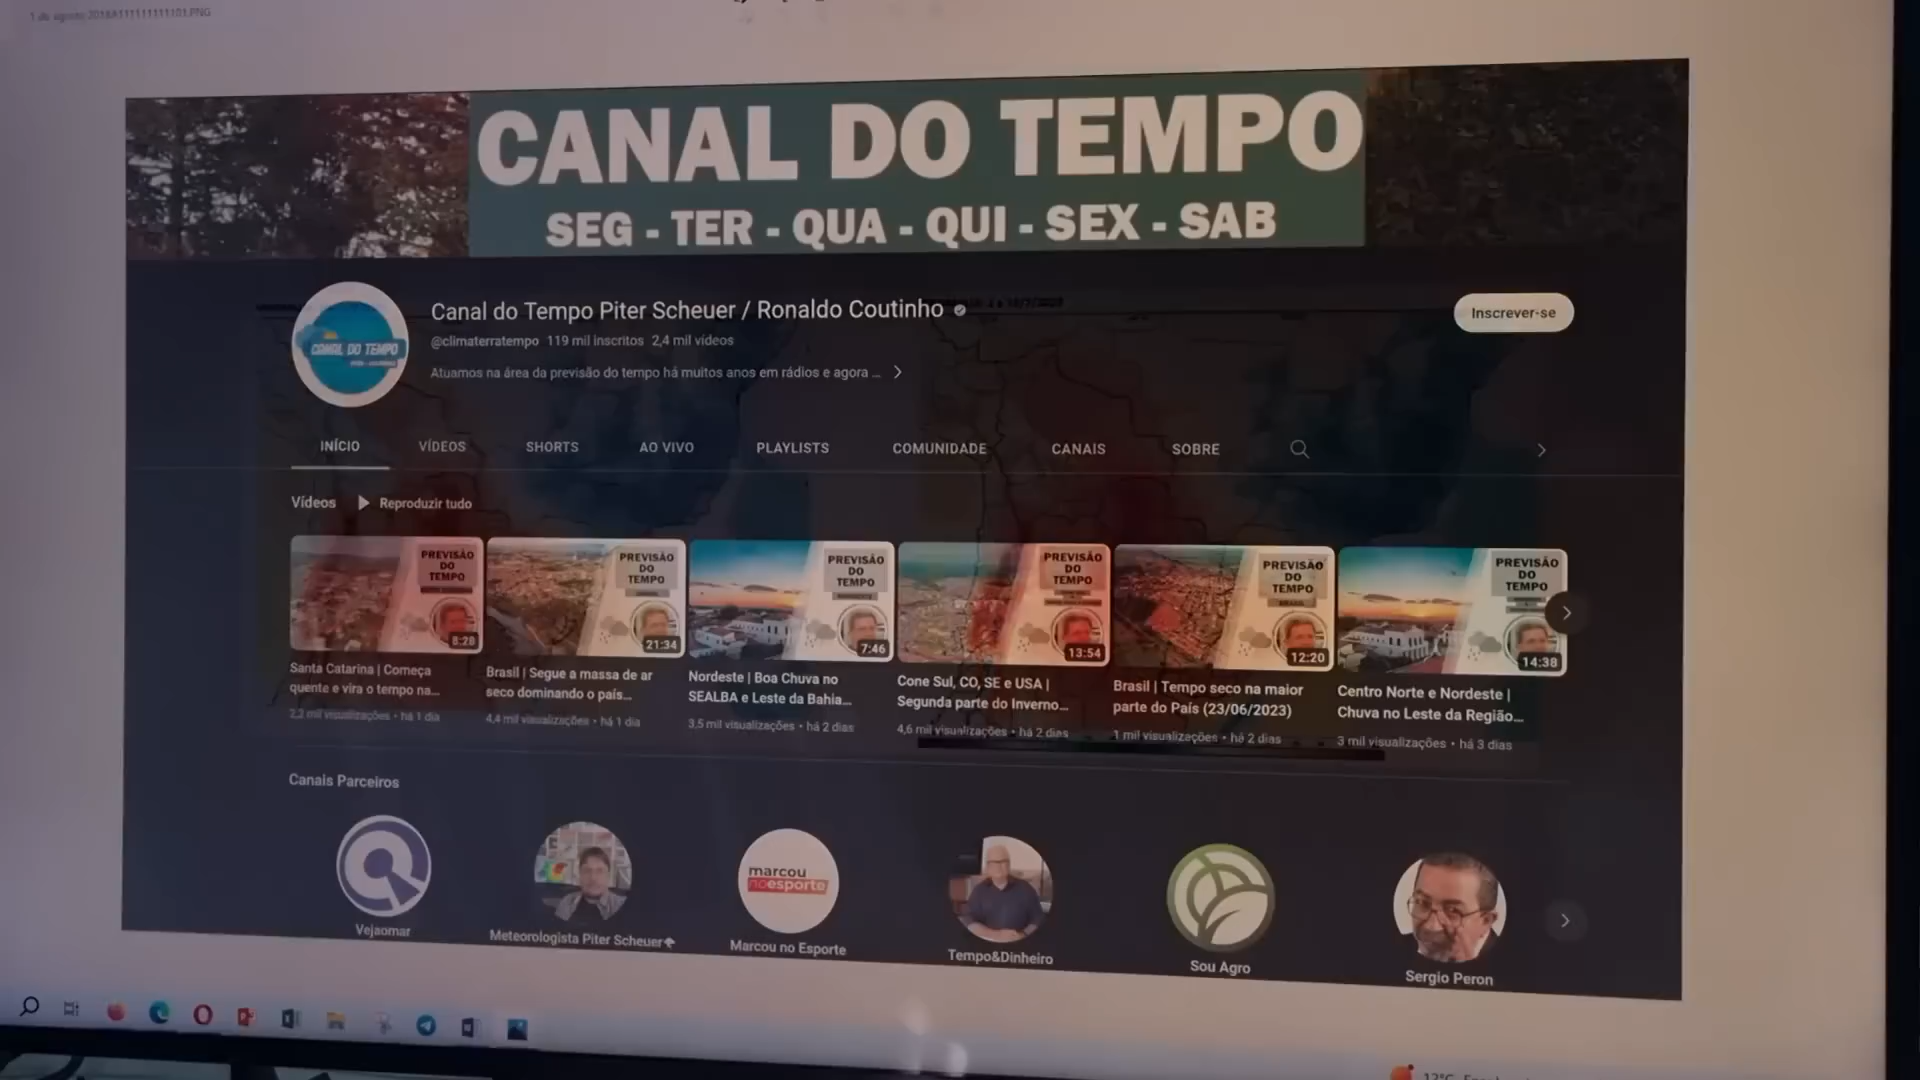 CANAL DO TEMPO
SEG - TER - QUA - QUI - SEX - SAB
CANAL DO TEMPO
Canal do Tempo Piter Scheuer / Ronaldo Coutinho
@climaterratempo 119 mil inscritos 2,4 mil vídeos
Atuamos na área da previsão do tempo há muitos anos em rádios e agora ...
Inscrever-se
INÍCIO VÍDEOS SHORTS AO VIVO PLAYLISTS COMUNIDADE CANAIS SOBRE
Vídeos Reproduzir tudo
PREVISÃO
DO
TEMPO
8:28
Santa Catarina | Começa
quente e vira o tempo na...
2,2 mil visualizações • há 1 dia
PREVISÃO
DO
TEMPO
21:34
Brasil | Segue a massa de ar
seco dominando o país...
4,4 mil visualizações • há 1 dia
PREVISÃO
DO
TEMPO
7:46
Nordeste | Boa Chuva no
SEALBA e Leste da Bahia...
3,5 mil visualizações • há 2 dias
PREVISÃO
DO
TEMPO
13:54
Cone Sul, CO, SE e USA |
Segunda parte do Inverno...
4,6 mil visualizações • há 2 dias
PREVISÃO
DO
TEMPO
BRASIL
12:20
Brasil | Tempo seco na maior
parte do País (23/06/2023)
1 mil visualizações • há 2 dias
PREVISÃO
DO
TEMPO
14:38
Centro Norte e Nordeste |
Chuva no Leste da Região...
3 mil visualizações • há 3 dias
Canais Parceiros
Vejaomar
Meteorologista Piter Scheuer
marcou
noesporte
Marcou no Esporte
Tempo&Dinheiro
Sou Agro
Sergio Peron